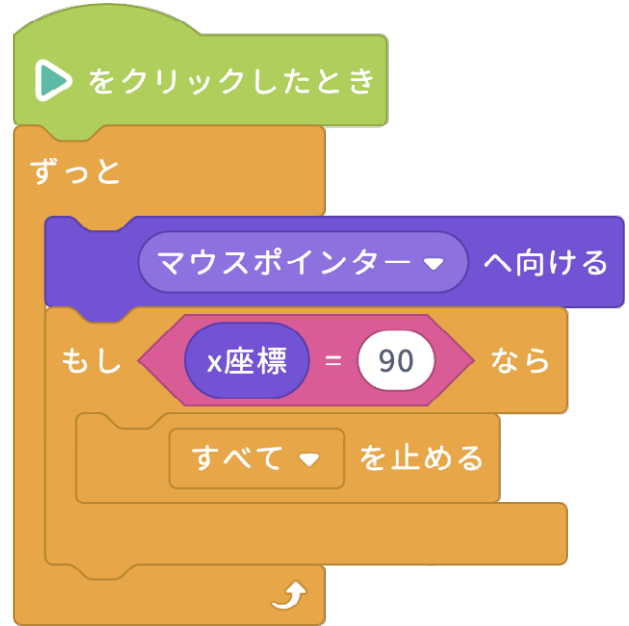 をクリックしたとき
ずっと
マウスポインター へ向ける
もし x座標 = 90 なら
すべて を止める